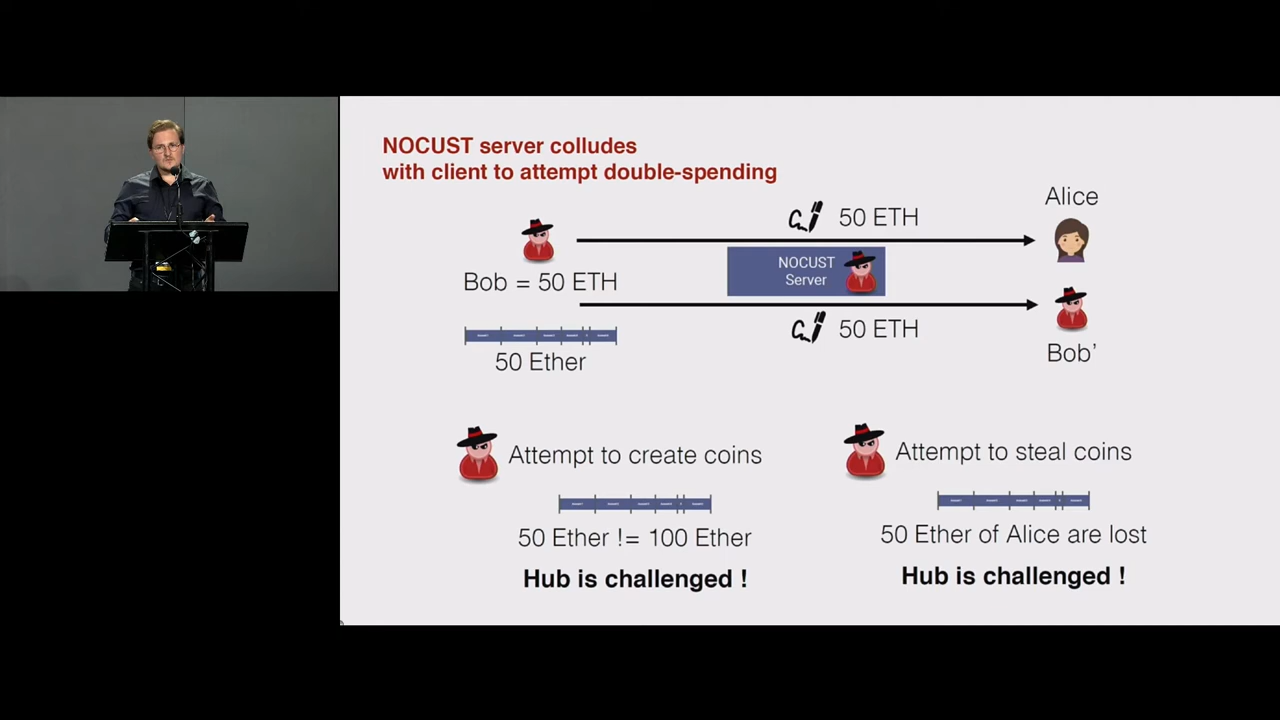 NOCUST server colludes
with client to attempt double-spending
Alice
50 ETH
NOCUST
Server
Bob = 50 ETH
50 ETH
Bob’
50 Ether
Attempt to create coins
50 Ether != 100 Ether
Hub is challenged !
Attempt to steal coins
50 Ether of Alice are lost
Hub is challenged !